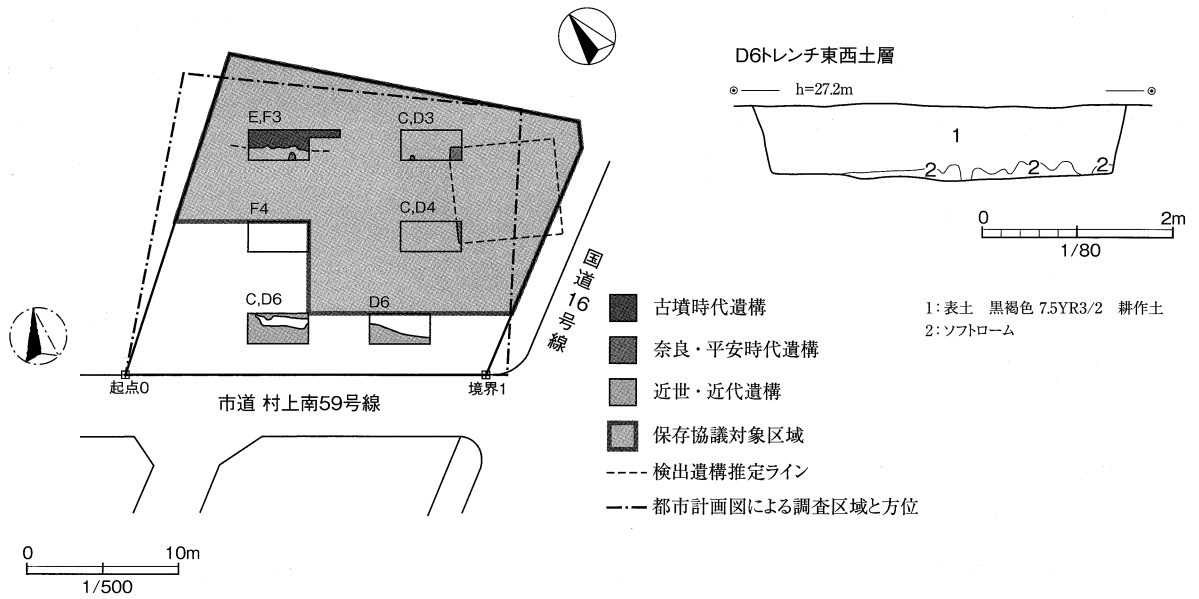 D6トレンチ東西土層
h=27.2m
1
2
2
2
0
2m
1/80
1：表土 黒褐色 7.5YR3/2 耕作土
2：ソフトローム
E,F3
C,D3
F4
C,D4
C,D6
D6
起点0
境界1
国道16号線
市道 村上南59号線
古墳時代遺構
奈良・平安時代遺構
近世・近代遺構
保存協議対象区域
検出遺構推定ライン
都市計画図による調査区域と方位
0
10m
1/500